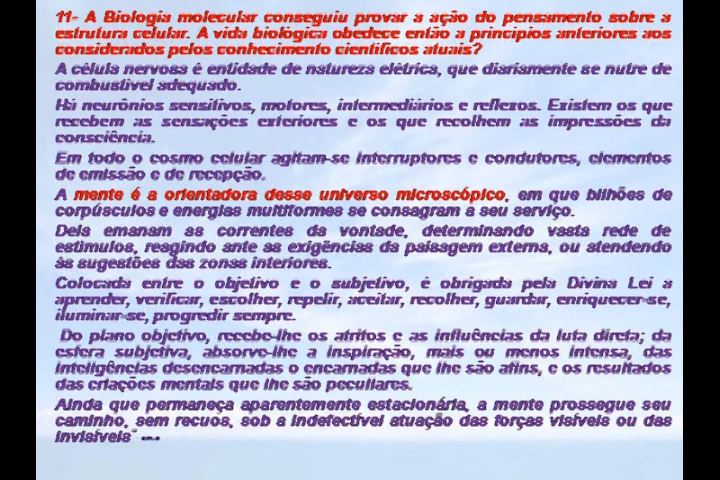 11- A Biologia molecular conseguiu provar a ação do pensamento sobre a
estrutura celular. A vida biológica obedece então a princípios anteriores aos
considerados pelos conhecimento científicos atuais?
A célula nervosa é entidade de natureza elétrica, que diariamente se nutre de
combustível adequado.
Há neurônios sensitivos, motores, intermediários e reflexos. Existem os que
recebem as sensações exteriores e os que recolhem as impressões da
consciência.
Em todo o cosmo celular agitam-se interruptores e condutores, elementos
de emissão e de recepção.
A mente é a orientadora desse universo microscópico, em que bilhões de
corpúsculos e energias multiformes se consagram a seu serviço.
Dela emanam as correntes da vontade, determinando vasta rede de
estímulos, reagindo ante as exigências da paisagem externa, ou atendendo
às sugestões das zonas interiores.
Colocada entre o objetivo e o subjetivo, é obrigada pela Divina Lei a
aprender, verificar, escolher, repelir, aceitar, recolher, guardar, enriquecer-se,
iluminar-se, progredir sempre.
Do plano objetivo, recebe-lhe os atritos e as influências da luta direta; da
esfera subjetiva, absorve-lhe a inspiração, mais ou menos intensa, das
inteligências desencarnadas o encarnadas que lhe são afins, e os resultados
das criações mentais que lhe são peculiares.
Ainda que permaneça aparentemente estacionária, a mente prossegue seu
caminho, sem recuos, sob a indefectível atuação das forças visíveis ou das
invisíveis"